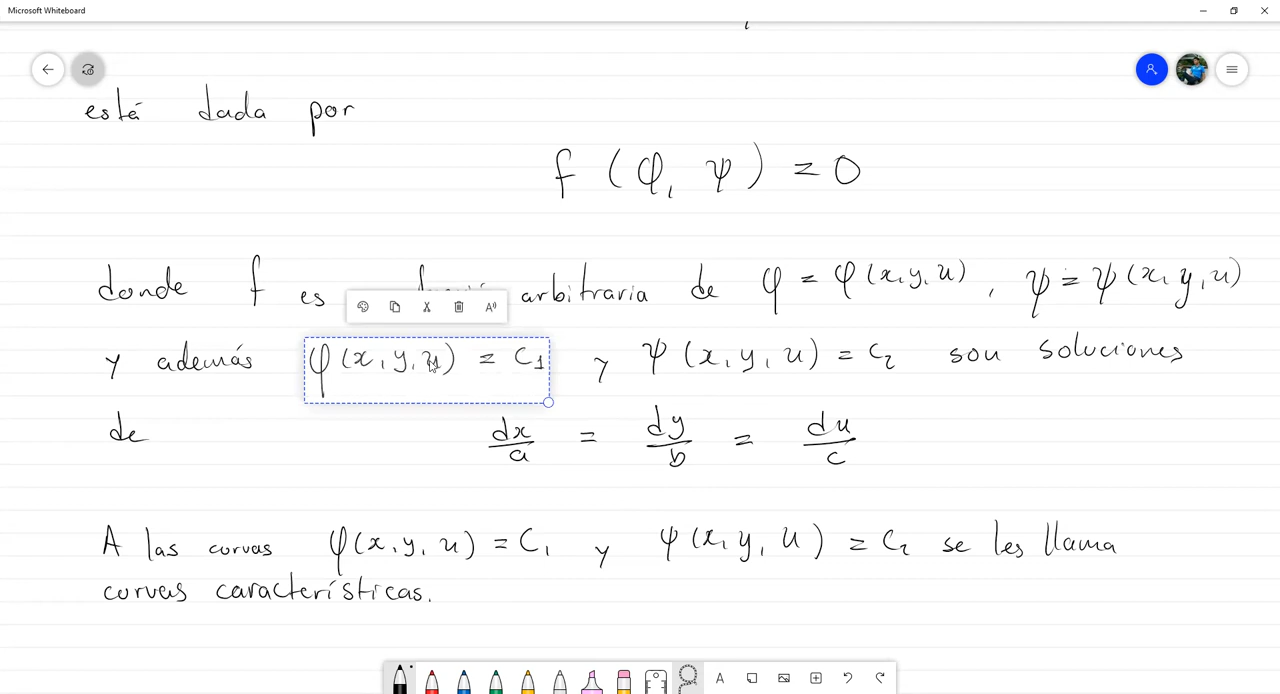 Microsoft Whiteboard
está dada por
f (φ, ψ) = 0
donde f es arbitraria de φ = φ(x, y, u), ψ = ψ(x, y, u)
y además φ(x, y, u) = C1 y ψ(x, y, u) = C2 son soluciones
de dx/a = dy/b = du/c
A las curvas φ(x, y, u) = C1 y ψ(x, y, u) = C2 se les llama
curvas características.